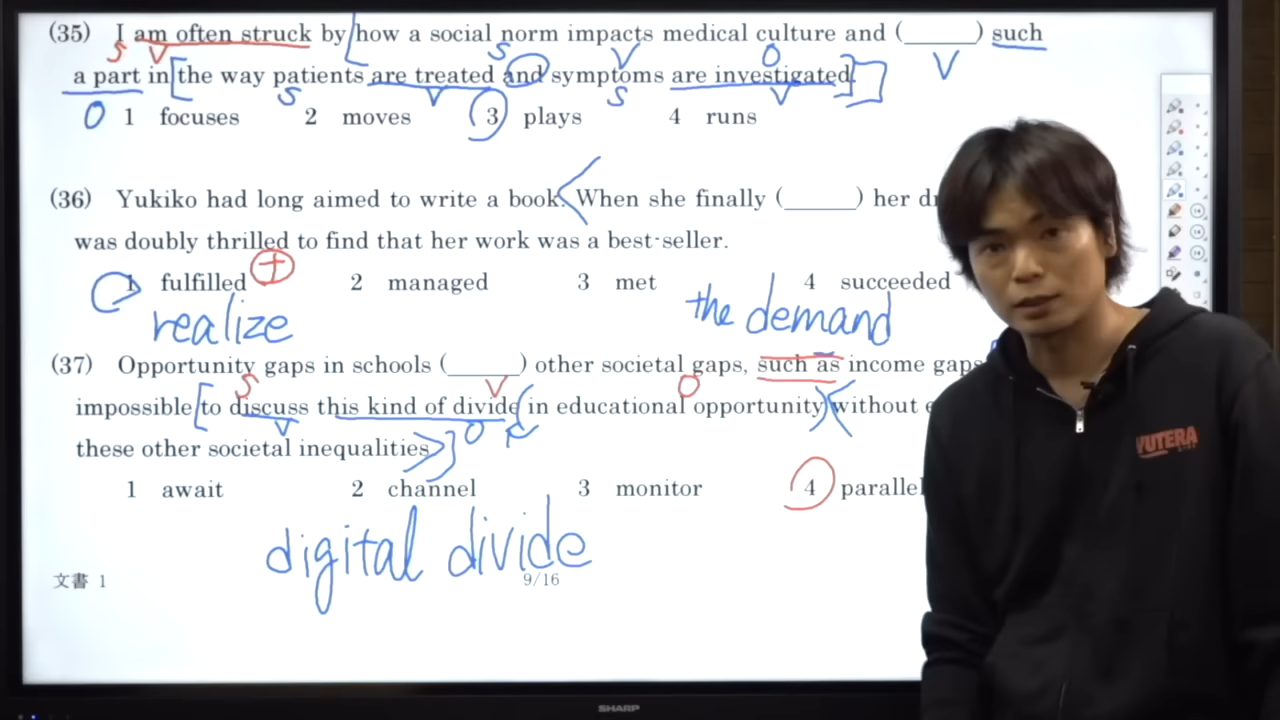 (35) I am often struck by how a social norm impacts medical culture and (______) such
S V S V O V
a part in the way patients are treated and symptoms are investigated.
O S V S V
1 focuses 2 moves 3 plays 4 runs
(36) Yukiko had long aimed to write a book. When she finally (______) her
was doubly thrilled to find that her work was a best-seller.
1 fulfilled + 2 managed 3 met 4 succeeded
realize the demand
(37) Opportunity gaps in schools (______) other societal gaps, such as income gaps
S V O
impossible to discuss this kind of divide in educational opportunity without
V O
these other societal inequalities
1 await 2 channel 3 monitor 4 parallel
digital divide
文書 1 9/16
YUTERA
SHARP